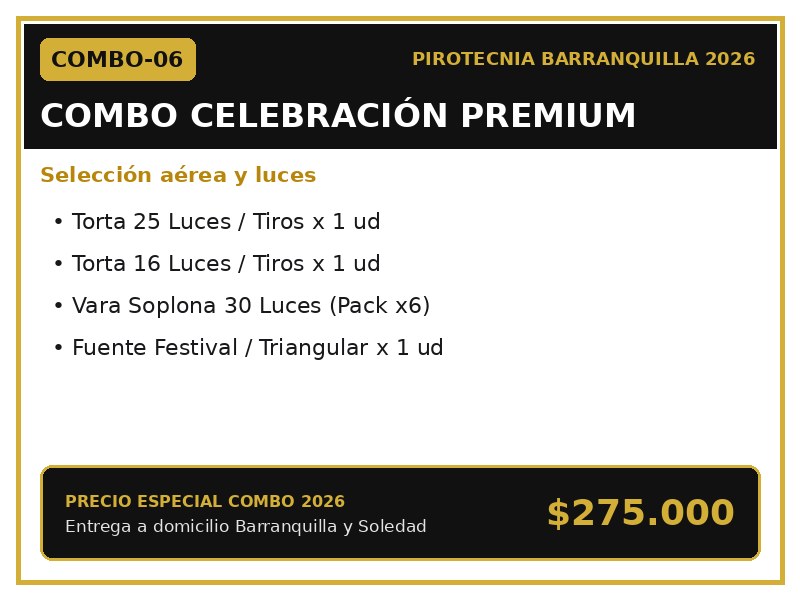 COMBO-06
PIROTECNIA BARRANQUILLA 2026
COMBO CELEBRACIÓN PREMIUM
Selección aérea y luces
• Torta 25 Luces / Tiros x 1 ud
• Torta 16 Luces / Tiros x 1 ud
• Vara Soplona 30 Luces (Pack x6)
• Fuente Festival / Triangular x 1 ud
PRECIO ESPECIAL COMBO 2026
Entrega a domicilio Barranquilla y Soledad
$275.000